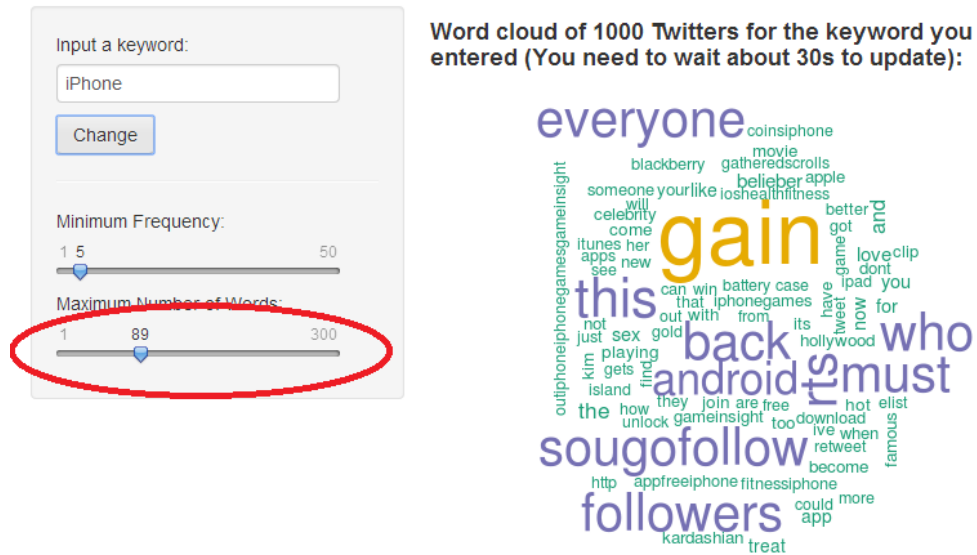 Input a keyword:
iPhone
Change
Minimum Frequency:
1 5 50
Maximum Number of Words:
1 89 300
Word cloud of 1000 Twitters for the keyword you
entered (You need to wait about 30s to update):
everyone
coinsiphone
movie
blackberry
gatheredscrolls
belieber
apple
someone
your
like
ioshealthfitness
will
celebrity
come
gain
better
and
got
itunes
her
apps
new
see
game
love
clip
dont
outiphoneiphonegamesgameinsight
this
can
win
battery
case
that
iphonegames
have
tweet
ipad
you
now
for
out
with
from
its
not
just
sex
gold
back
hollywood
who
kim
playing
gets
find
android
rts
must
island
the
how
they
join
are
free
hot
elist
unlock
gameinsight
too
download
ive
when
famous
sougofollow
retweet
become
http
appfreeiphone
fitnessiphone
followers
could
more
app
kardashian
treat